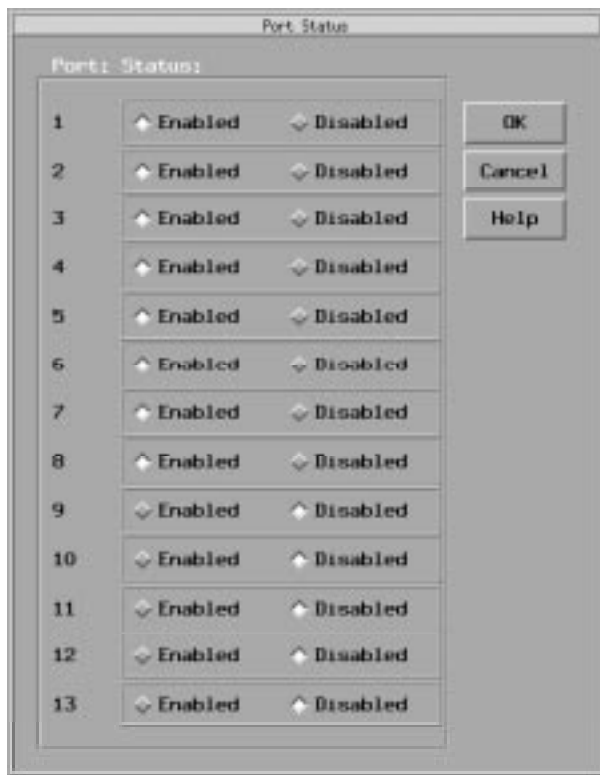 Port Status
Port: Status:
1 Enabled Disabled OK
2 Enabled Disabled Cancel
3 Enabled Disabled Help
4 Enabled Disabled
5 Enabled Disabled
6 Enabled Disabled
7 Enabled Disabled
8 Enabled Disabled
9 Enabled Disabled
10 Enabled Disabled
11 Enabled Disabled
12 Enabled Disabled
13 Enabled Disabled